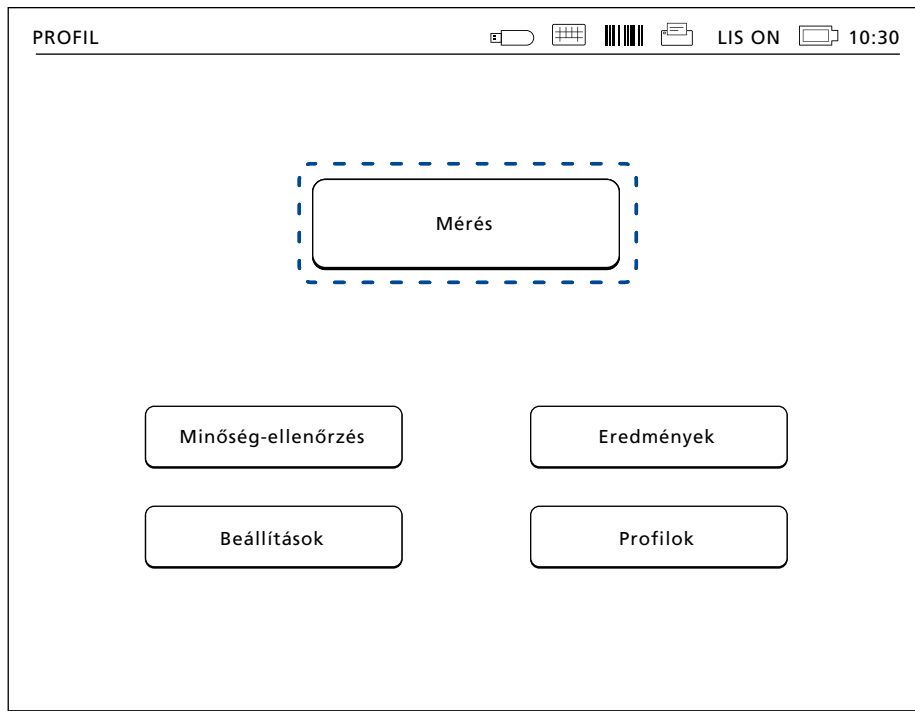 PROFIL LIS ON 10:30
Mérés
Minőség-ellenőrzés Eredmények
Beállítások Profilok